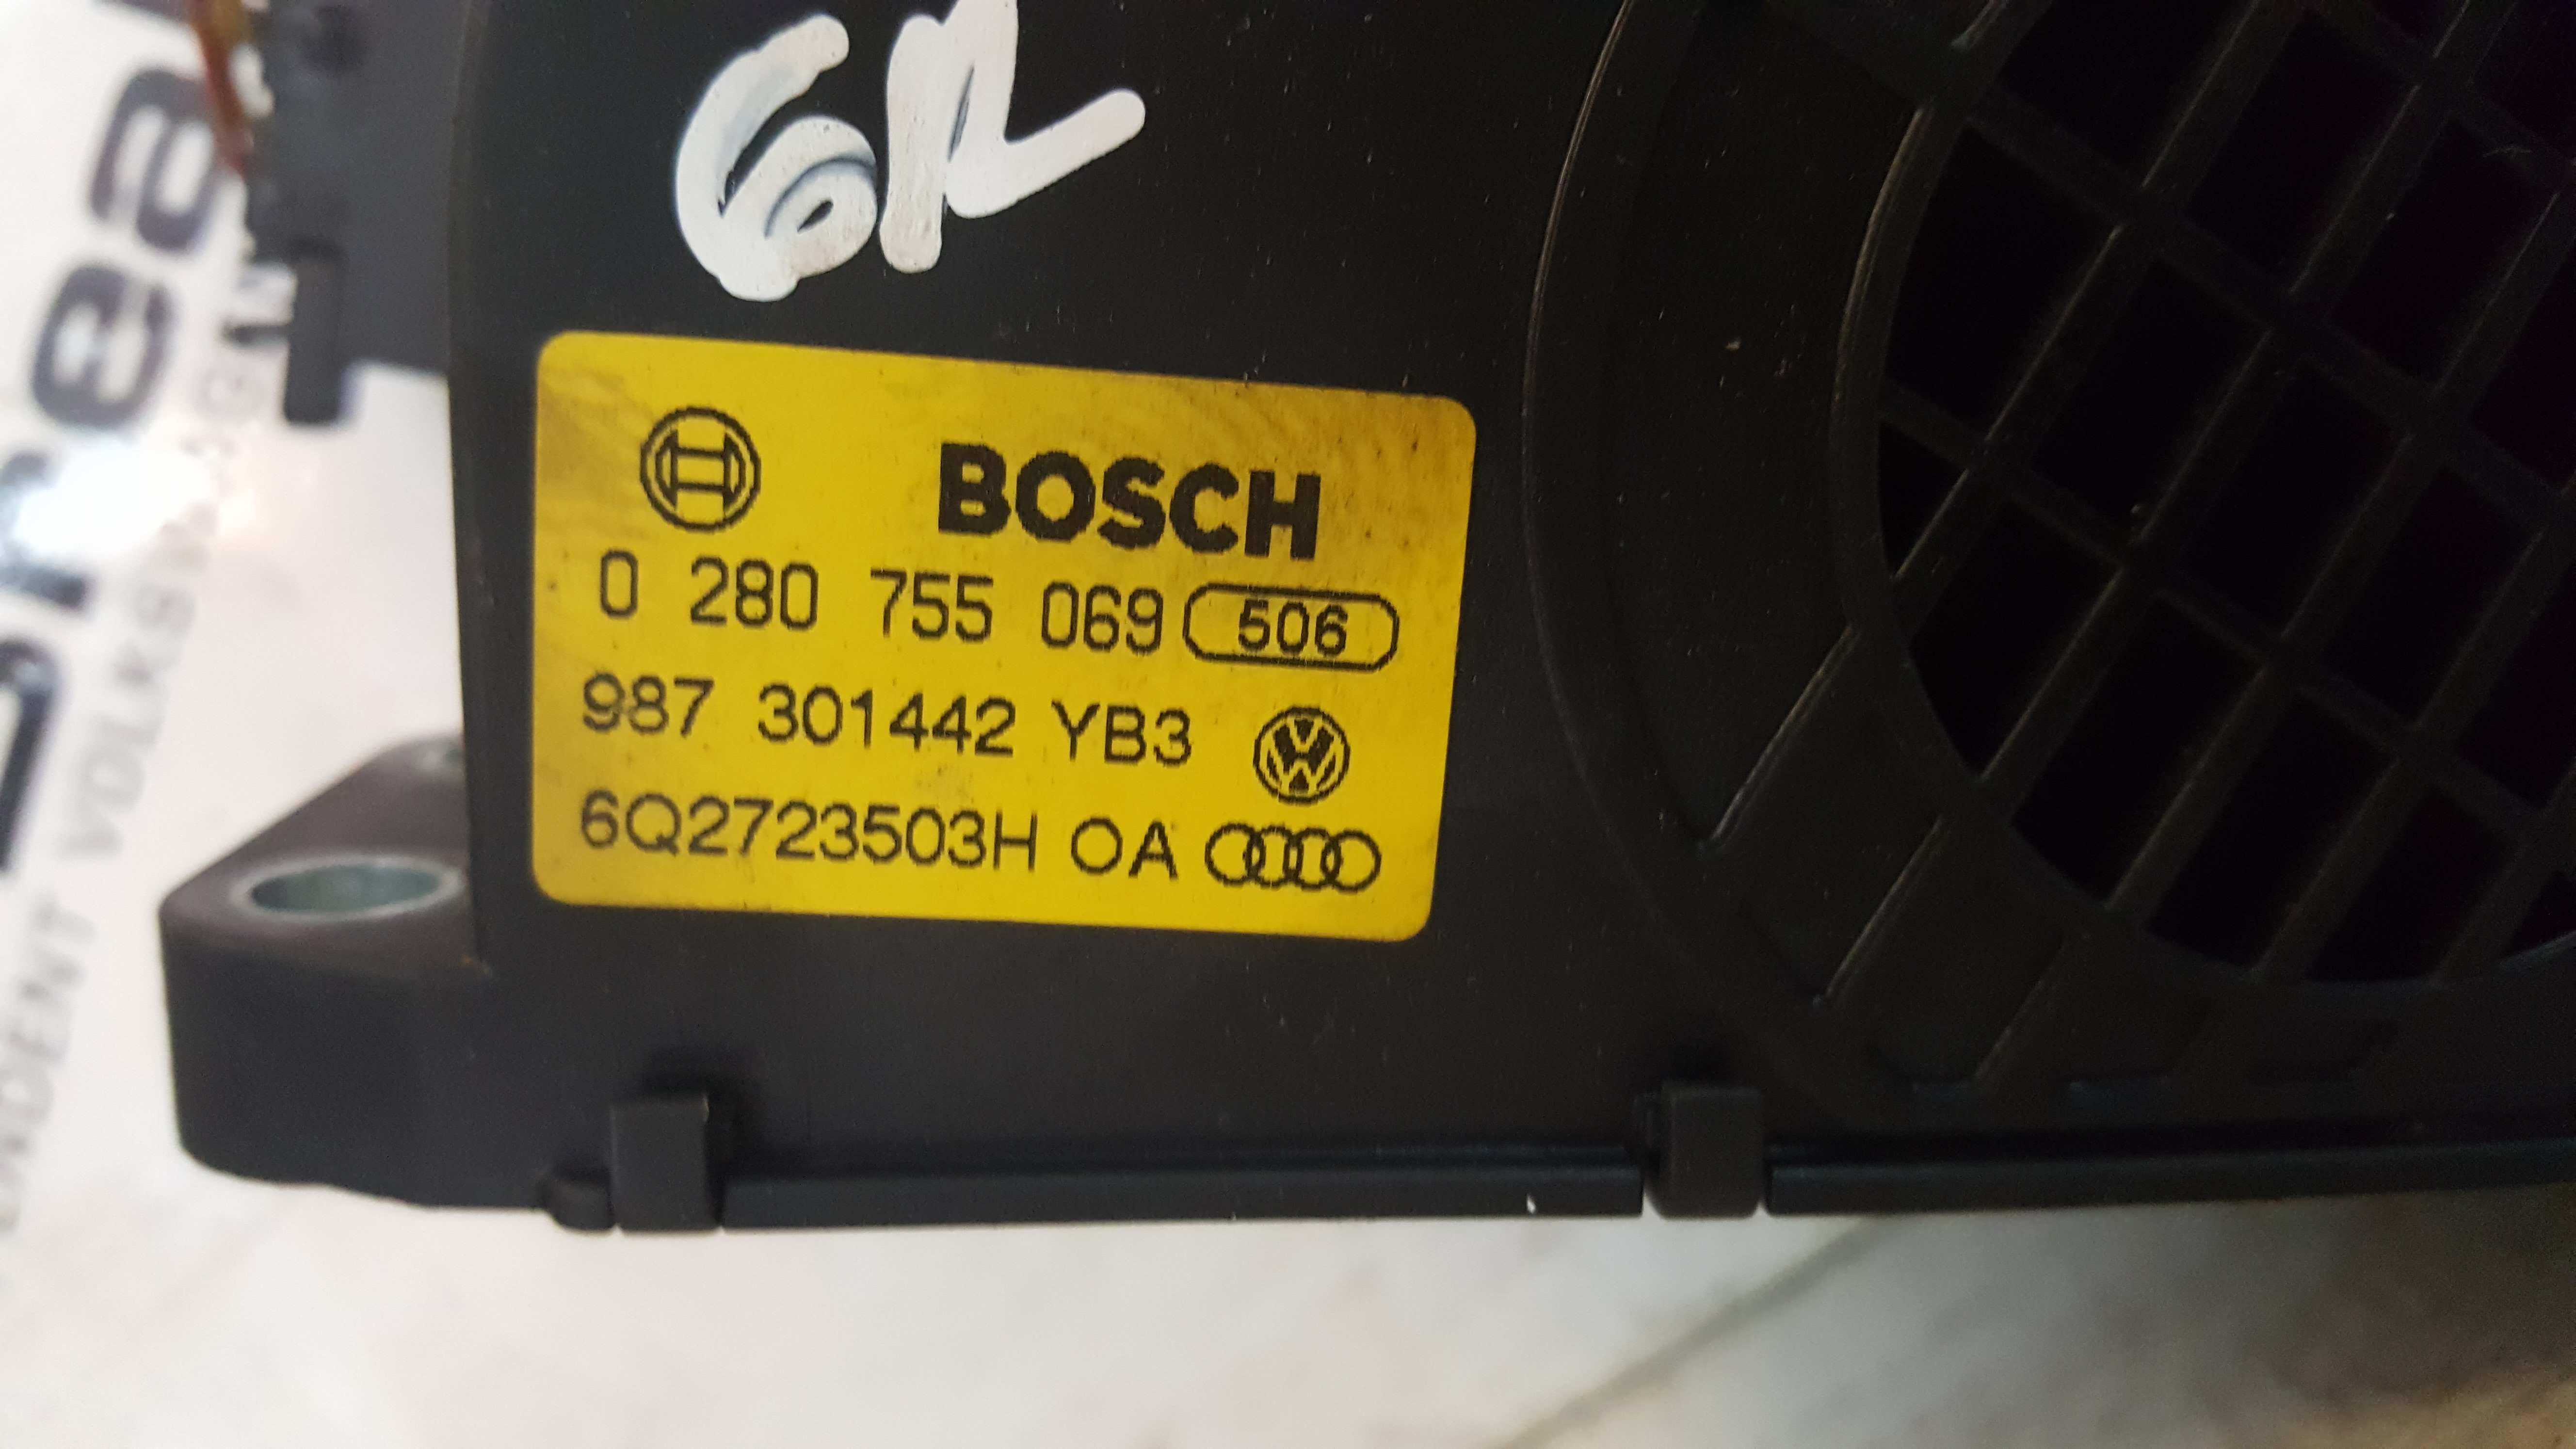 6R
BOSCH
0 280 755 069 506
987 301442 YB3
6Q2723503H OA